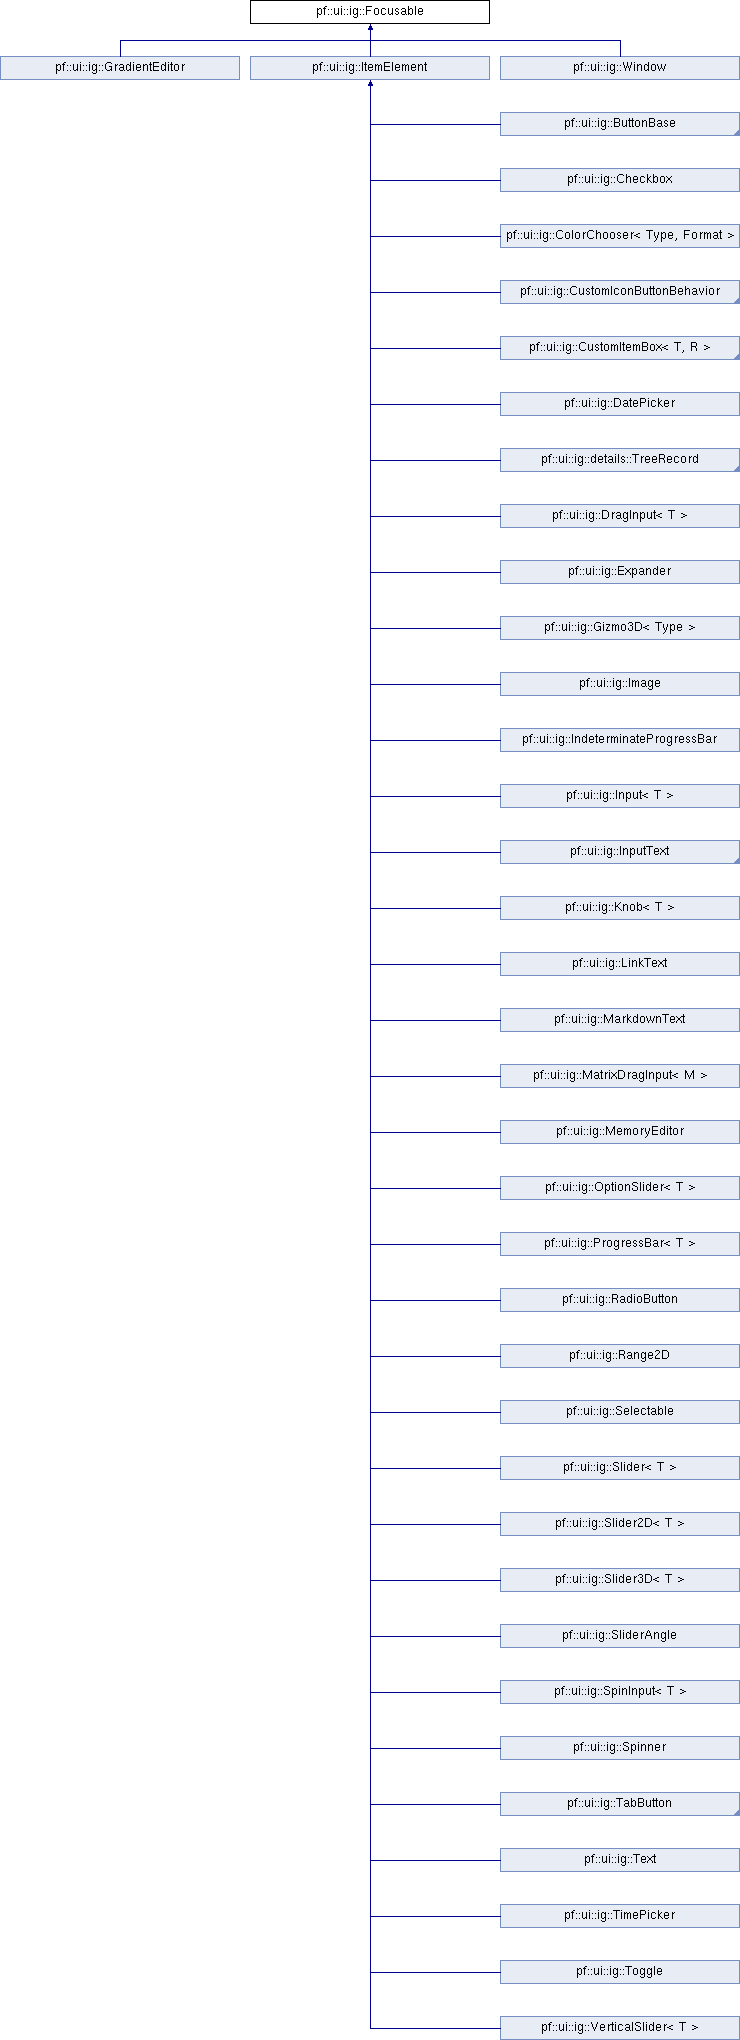 pf::ui::ig::Focusable
pf::ui::ig::GradientEditor
pf::ui::ig::ItemElement
pf::ui::ig::Window
pf::ui::ig::ButtonBase
pf::ui::ig::Checkbox
pf::ui::ig::ColorChooser< Type, Format >
pf::ui::ig::CustomIconButtonBehavior
pf::ui::ig::CustomItemBox< T, R >
pf::ui::ig::DatePicker
pf::ui::ig::details::TreeRecord
pf::ui::ig::DragInput< T >
pf::ui::ig::Expander
pf::ui::ig::Gizmo3D< Type >
pf::ui::ig::Image
pf::ui::ig::IndeterminateProgressBar
pf::ui::ig::Input< T >
pf::ui::ig::InputText
pf::ui::ig::Knob< T >
pf::ui::ig::LinkText
pf::ui::ig::MarkdownText
pf::ui::ig::MatrixDragInput< M >
pf::ui::ig::MemoryEditor
pf::ui::ig::OptionSlider< T >
pf::ui::ig::ProgressBar< T >
pf::ui::ig::RadioButton
pf::ui::ig::Range2D
pf::ui::ig::Selectable
pf::ui::ig::Slider< T >
pf::ui::ig::Slider2D< T >
pf::ui::ig::Slider3D< T >
pf::ui::ig::SliderAngle
pf::ui::ig::SpinInput< T >
pf::ui::ig::Spinner
pf::ui::ig::TabButton
pf::ui::ig::Text
pf::ui::ig::TimePicker
pf::ui::ig::Toggle
pf::ui::ig::VerticalSlider< T >